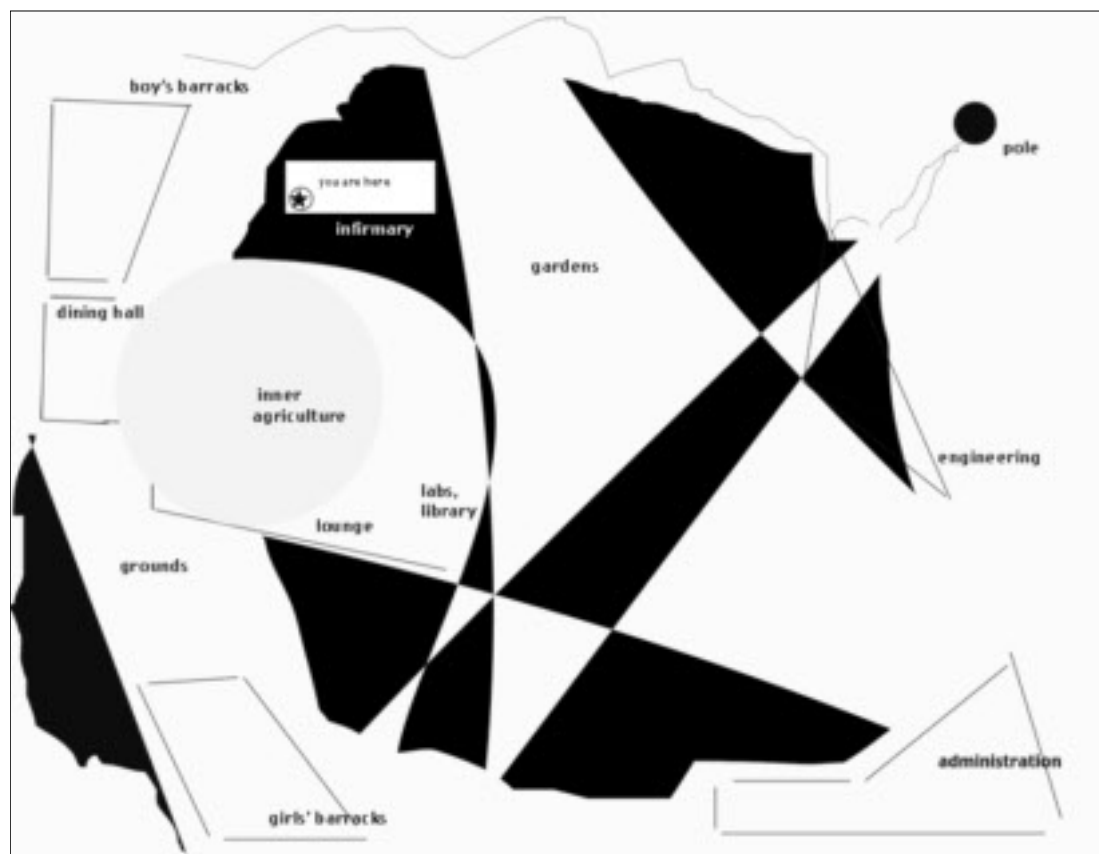 boy's barracks
pole
you are here
infirmary
gardens
dining hall
inner
agriculture
engineering
labs,
library
lounge
grounds
administration
girls' barracks